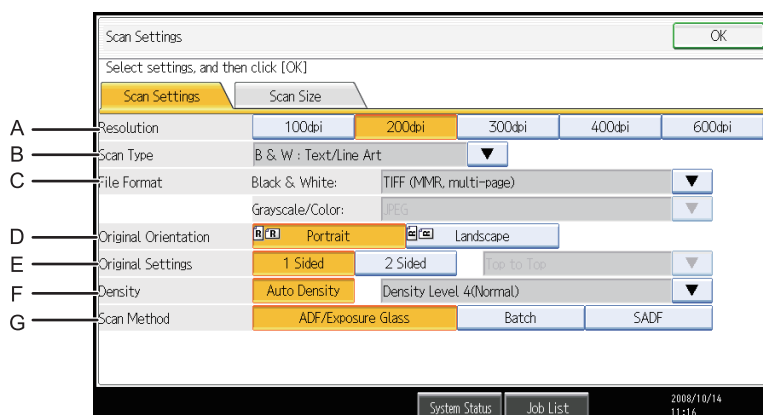 Scan Settings OK
Select settings, and then click [OK]
Scan Settings Scan Size
A Resolution 100dpi 200dpi 300dpi 400dpi 600dpi
B Scan Type B & W : Text/Line Art ▼
C File Format Black & White: TIFF (MMR, multi-page) ▼
Grayscale/Color: JPEG ▼
D Original Orientation R R Portrait R R Landscape
E Original Settings 1 Sided 2 Sided Top to Top ▼
F Density Auto Density Density Level 4(Normal) ▼
G Scan Method ADF/Exposure Glass Batch SADF
System Status Job List 2008/10/14
11:16